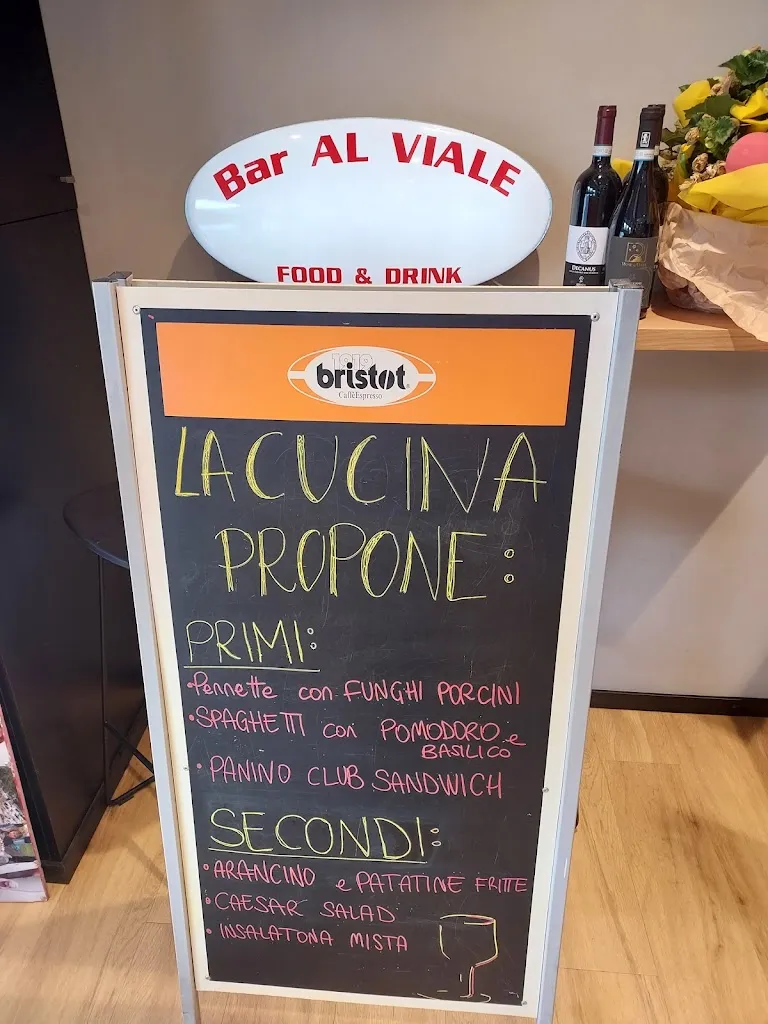 Bar AL VIALE
FOOD & DRINK
DECANUS
1919
bristot
CaffèEspresso
LA CUCINA
PROPONE:
PRIMI:
•Pennette con FUNGHI PORCINI
•SPAGHETTI con POMODORO e
BASILICO
•PANINO CLUB SANDWICH
SECONDI:
•ARANCINO e PATATINE FRITTE
•CAESAR SALAD
•INSALATONA MISTA